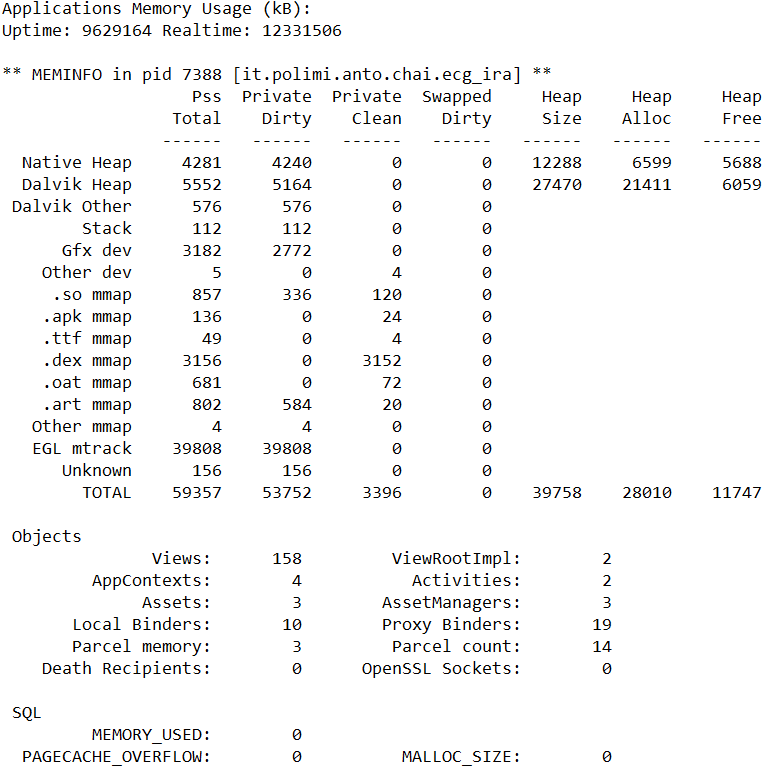 Applications Memory Usage (kB):
Uptime: 9629164 Realtime: 12331506
** MEMINFO in pid 7388 [it.polimi.anto.chai.ecg_ira] **
Pss Private Private Swapped Heap Heap Heap
Total Dirty Clean Dirty Size Alloc Free
------ ------ ------ ------ ------ ------ ------
Native Heap 4281 4240 0 0 12288 6599 5688
Dalvik Heap 5552 5164 0 0 27470 21411 6059
Dalvik Other 576 576 0 0
Stack 112 112 0 0
Gfx dev 3182 2772 0 0
Other dev 5 0 4 0
.so mmap 857 336 120 0
.apk mmap 136 0 24 0
.ttf mmap 49 0 4 0
.dex mmap 3156 0 3152 0
.oat mmap 681 0 72 0
.art mmap 802 584 20 0
Other mmap 4 4 0 0
EGL mtrack 39808 39808 0 0
Unknown 156 156 0 0
TOTAL 59357 53752 3396 0 39758 28010 11747
Objects
Views: 158 ViewRootImpl: 2
AppContexts: 4 Activities: 2
Assets: 3 AssetManagers: 3
Local Binders: 10 Proxy Binders: 19
Parcel memory: 3 Parcel count: 14
Death Recipients: 0 OpenSSL Sockets: 0
SQL
MEMORY_USED: 0
PAGECACHE_OVERFLOW: 0 MALLOC_SIZE: 0